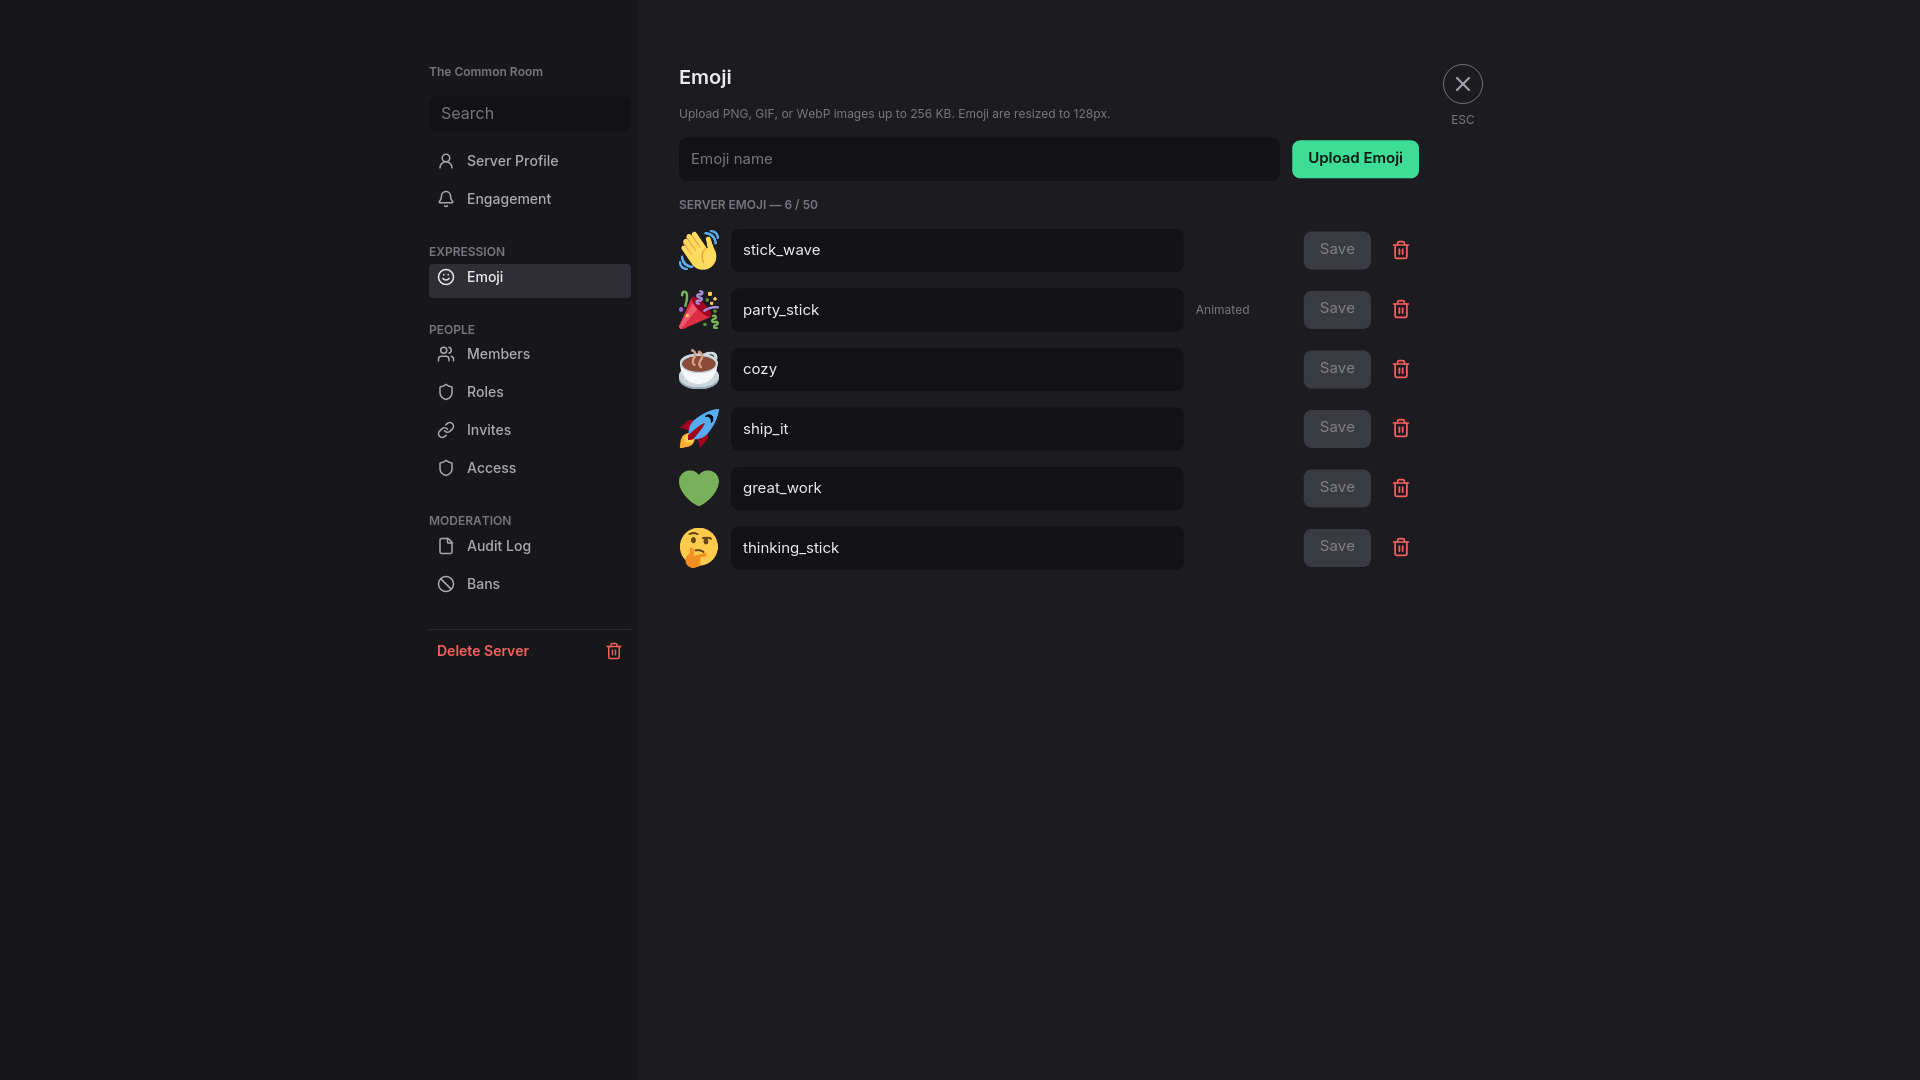 The Common Room
Search
Server Profile
Engagement
EXPRESSION
Emoji
PEOPLE
Members
Roles
Invites
Access
MODERATION
Audit Log
Bans
Delete Server
Emoji
Upload PNG, GIF, or WebP images up to 256 KB. Emoji are resized to 128px.
Emoji name
Upload Emoji
SERVER EMOJI — 6 / 50
stick_wave
Save
party_stick
Animated
Save
cozy
Save
ship_it
Save
great_work
Save
thinking_stick
Save
ESC